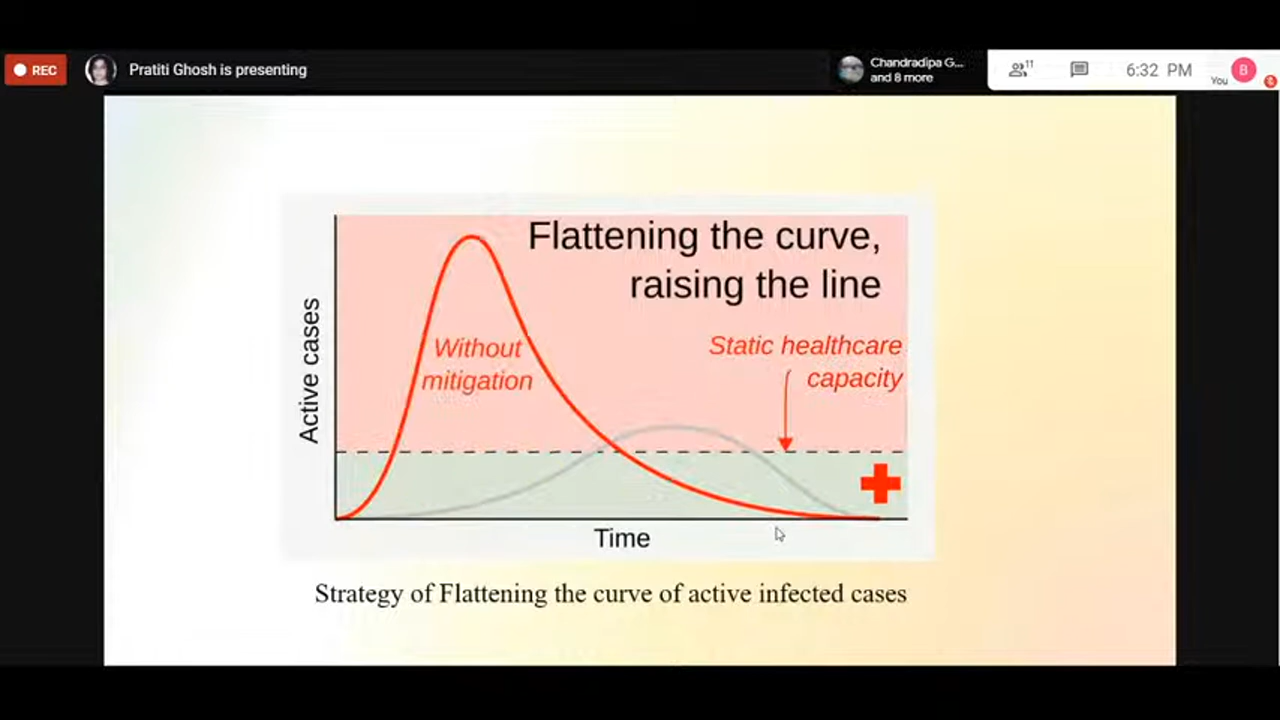 REC
Pratiti Ghosh is presenting
Chandradipa G...
and 8 more
11
6:32 PM
You
B
Flattening the curve,
raising the line
Active cases
Without
mitigation
Static healthcare
capacity
Time
Strategy of Flattening the curve of active infected cases